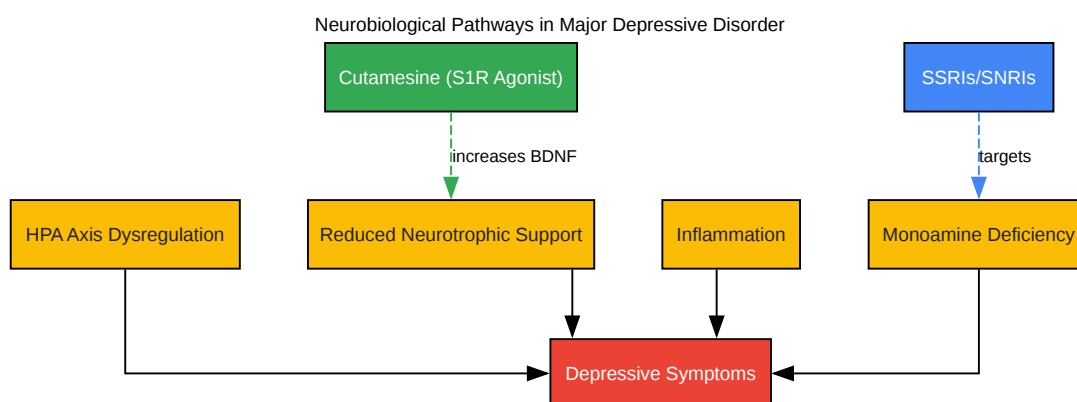 Neurobiological Pathways in Major Depressive Disorder
Cutamesine (S1R Agonist)
SSRIs/SNRIs
increases BDNF
targets
HPA Axis Dysregulation
Reduced Neurotrophic Support
Inflammation
Monoamine Deficiency
Depressive Symptoms